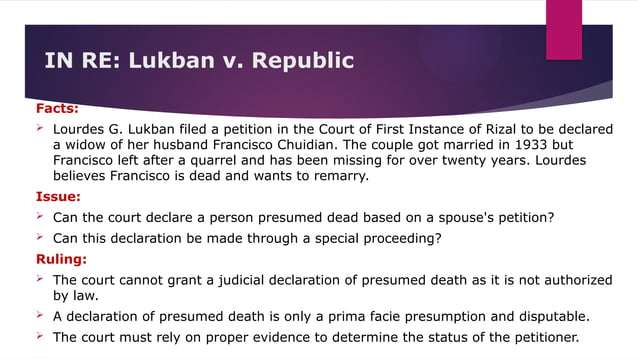 IN RE: Lukban v. Republic
Facts:
Lourdes G. Lukban filed a petition in the Court of First Instance of Rizal to be declared
a widow of her husband Francisco Chuidian. The couple got married in 1933 but
Francisco left after a quarrel and has been missing for over twenty years. Lourdes
believes Francisco is dead and wants to remarry.
Issue:
Can the court declare a person presumed dead based on a spouse's petition?
Can this declaration be made through a special proceeding?
Ruling:
The court cannot grant a judicial declaration of presumed death as it is not authorized
by law.
A declaration of presumed death is only a prima facie presumption and disputable.
The court must rely on proper evidence to determine the status of the petitioner.